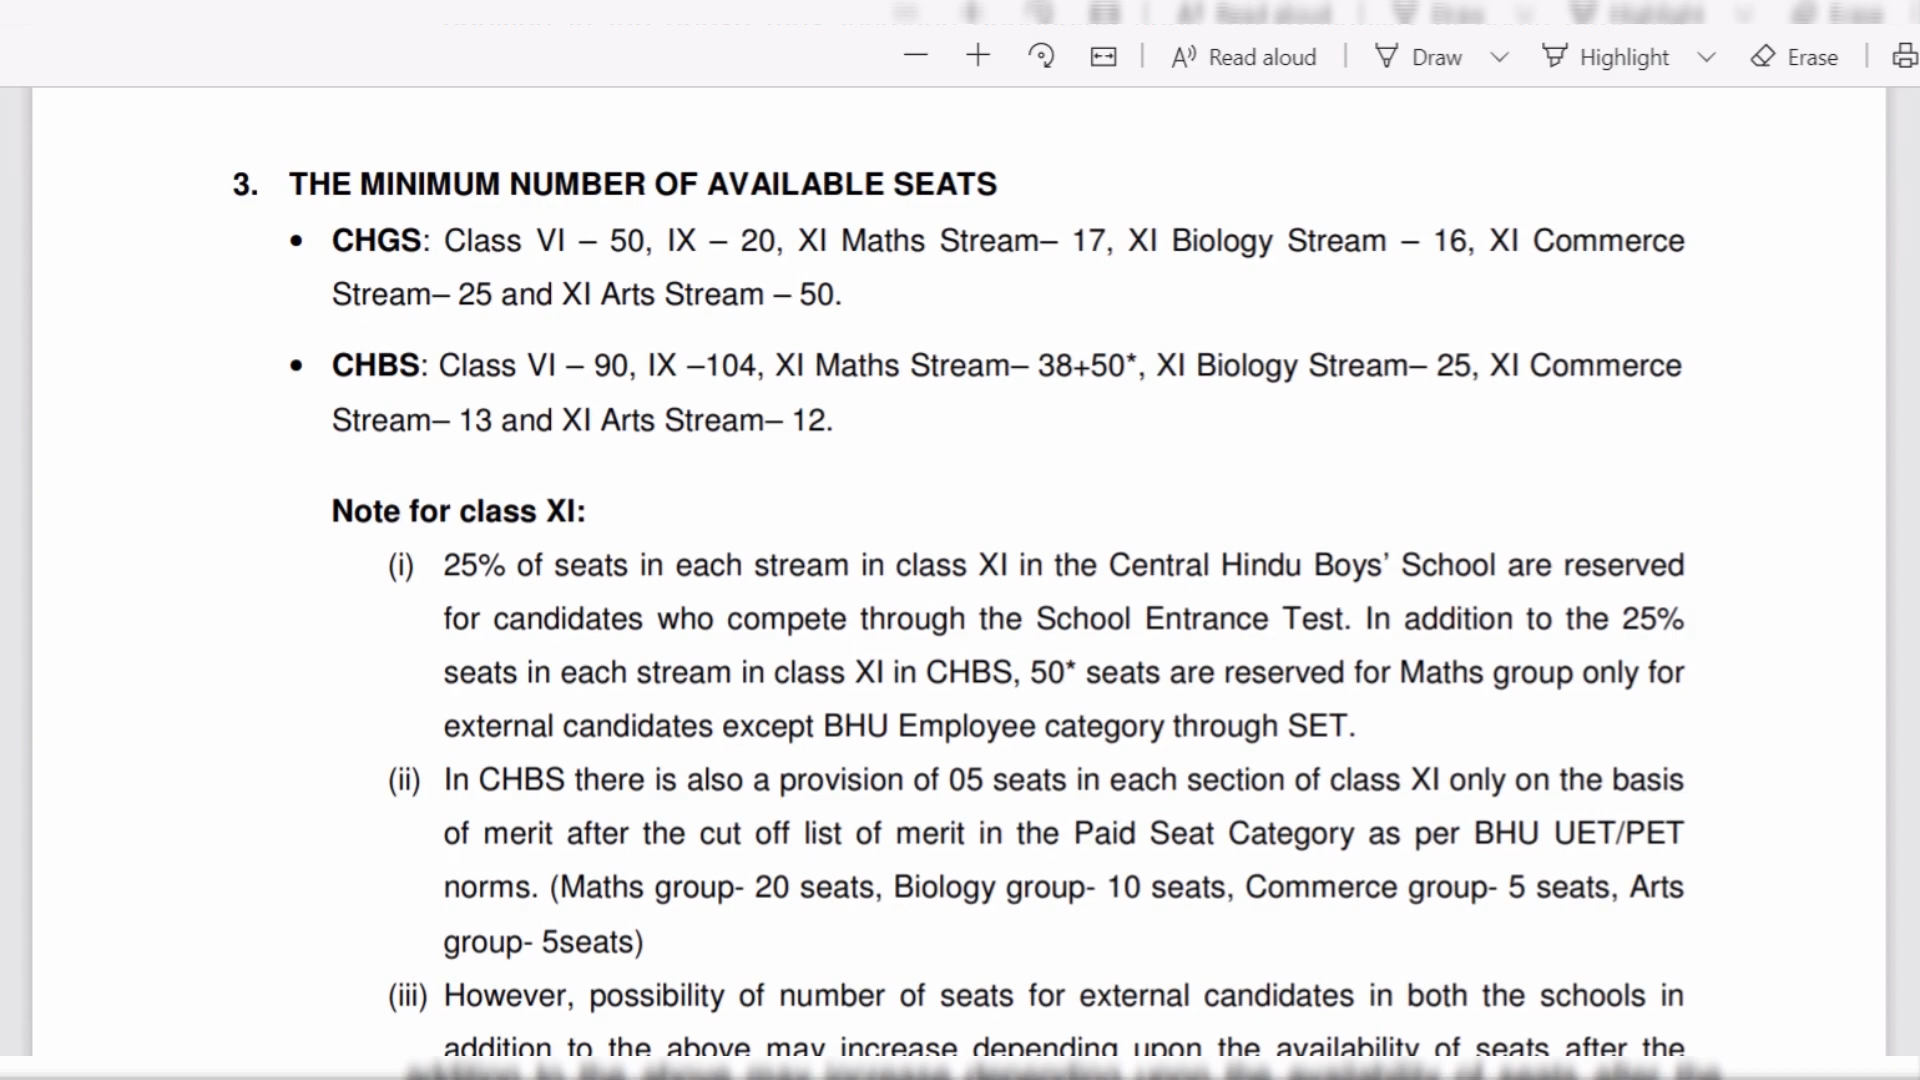 Read aloud Draw Highlight Erase
3. THE MINIMUM NUMBER OF AVAILABLE SEATS
• CHGS: Class VI – 50, IX – 20, XI Maths Stream– 17, XI Biology Stream – 16, XI Commerce
Stream– 25 and XI Arts Stream – 50.
• CHBS: Class VI – 90, IX –104, XI Maths Stream– 38+50*, XI Biology Stream– 25, XI Commerce
Stream– 13 and XI Arts Stream– 12.
Note for class XI:
(i) 25% of seats in each stream in class XI in the Central Hindu Boys’ School are reserved
for candidates who compete through the School Entrance Test. In addition to the 25%
seats in each stream in class XI in CHBS, 50* seats are reserved for Maths group only for
external candidates except BHU Employee category through SET.
(ii) In CHBS there is also a provision of 05 seats in each section of class XI only on the basis
of merit after the cut off list of merit in the Paid Seat Category as per BHU UET/PET
norms. (Maths group- 20 seats, Biology group- 10 seats, Commerce group- 5 seats, Arts
group- 5seats)
(iii) However, possibility of number of seats for external candidates in both the schools in
addition to the above may increase depending upon the availability of seats after the